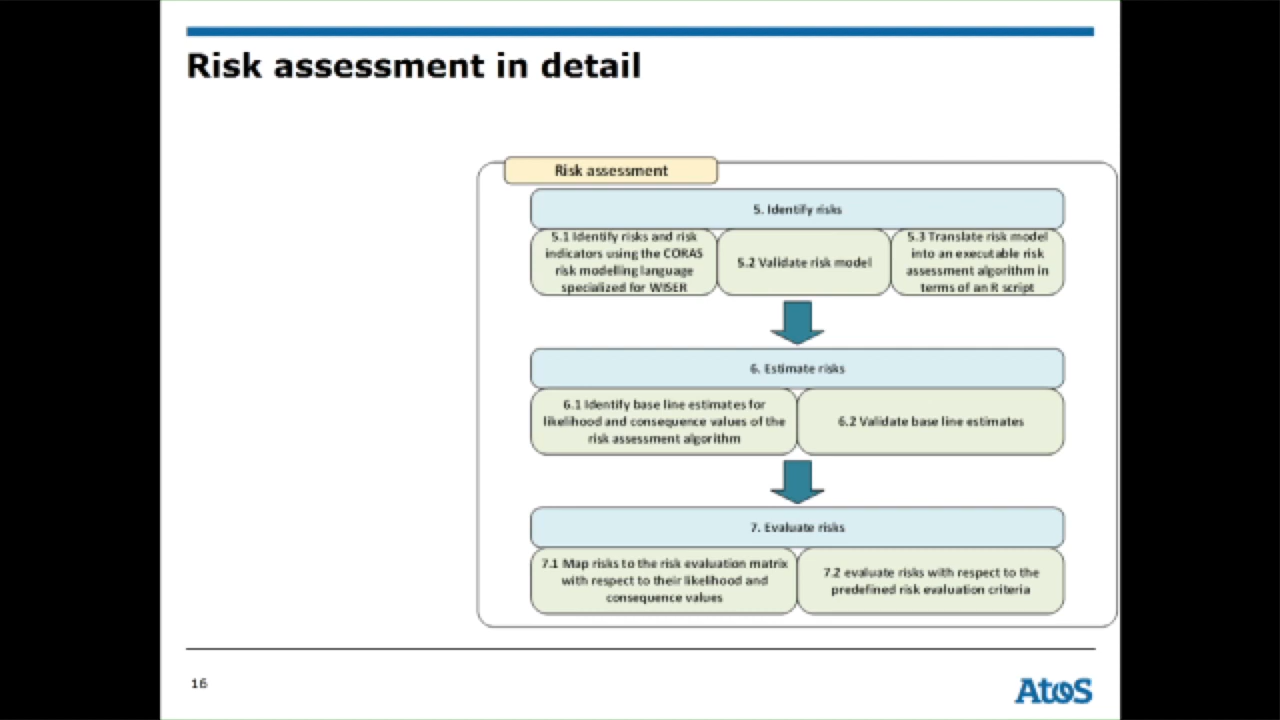 Risk assessment in detail
Risk assessment
5. Identify risks
5.1 Identify risks and risk
indicators using the CORAS
risk modelling language
specialized for WISER
5.2 Validate risk model
5.3 Translate risk model
into an executable risk
assessment algorithm in
terms of an R script
6. Estimate risks
6.1 Identify base line estimates for
likelihood and consequence values of the
risk assessment algorithm
6.2 Validate base line estimates
7. Evaluate risks
7.1 Map risks to the risk evaluation matrix
with respect to their likelihood and
consequence values
7.2 evaluate risks with respect to the
predefined risk evaluation criteria
16
Atos